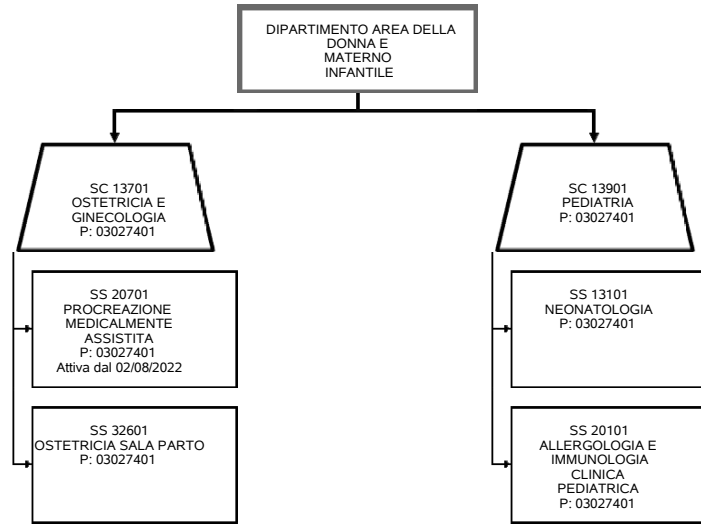 DIPARTIMENTO AREA DELLA
DONNA E
MATERNO
INFANTILE
SC 13701
OSTETRICIA E
GINECOLOGIA
P: 03027401
SS 20701
PROCREAZIONE
MEDICALMENTE
ASSISTITA
P: 03027401
Attiva dal 02/08/2022
SS 32601
OSTETRICIA SALA PARTO
P: 03027401
SC 13901
PEDIATRIA
P: 03027401
SS 13101
NEONATOLOGIA
P: 03027401
SS 20101
ALLERGOLOGIA E
IMMUNOLOGIA
CLINICA
PEDIATRICA
P: 03027401